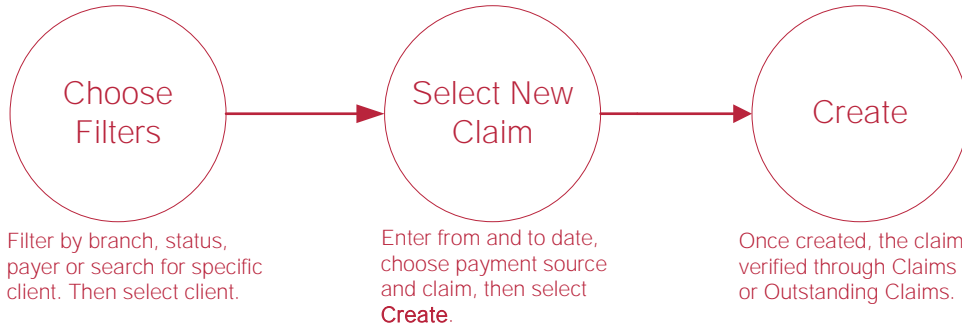 Choose
Filters
Select New
Claim
Create
Filter by branch, status,
payer or search for specific
client. Then select client.
Enter from and to date,
choose payment source
and claim, then select
Create.
Once created, the claim
verified through Claims
or Outstanding Claims.